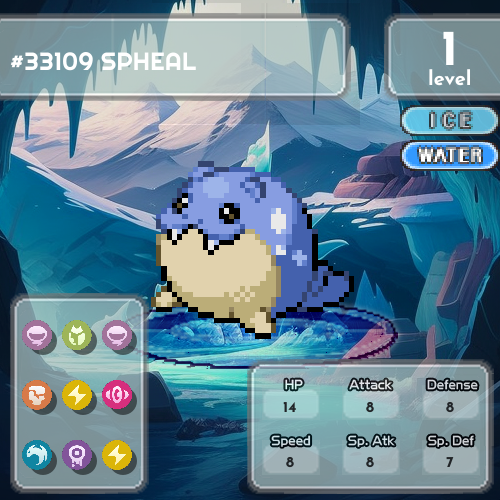 #33109 SPHEAL
1
level
ICE
WATER
HP Attack Defense
14 8 8
Speed Sp. Atk Sp. Def
8 8 7